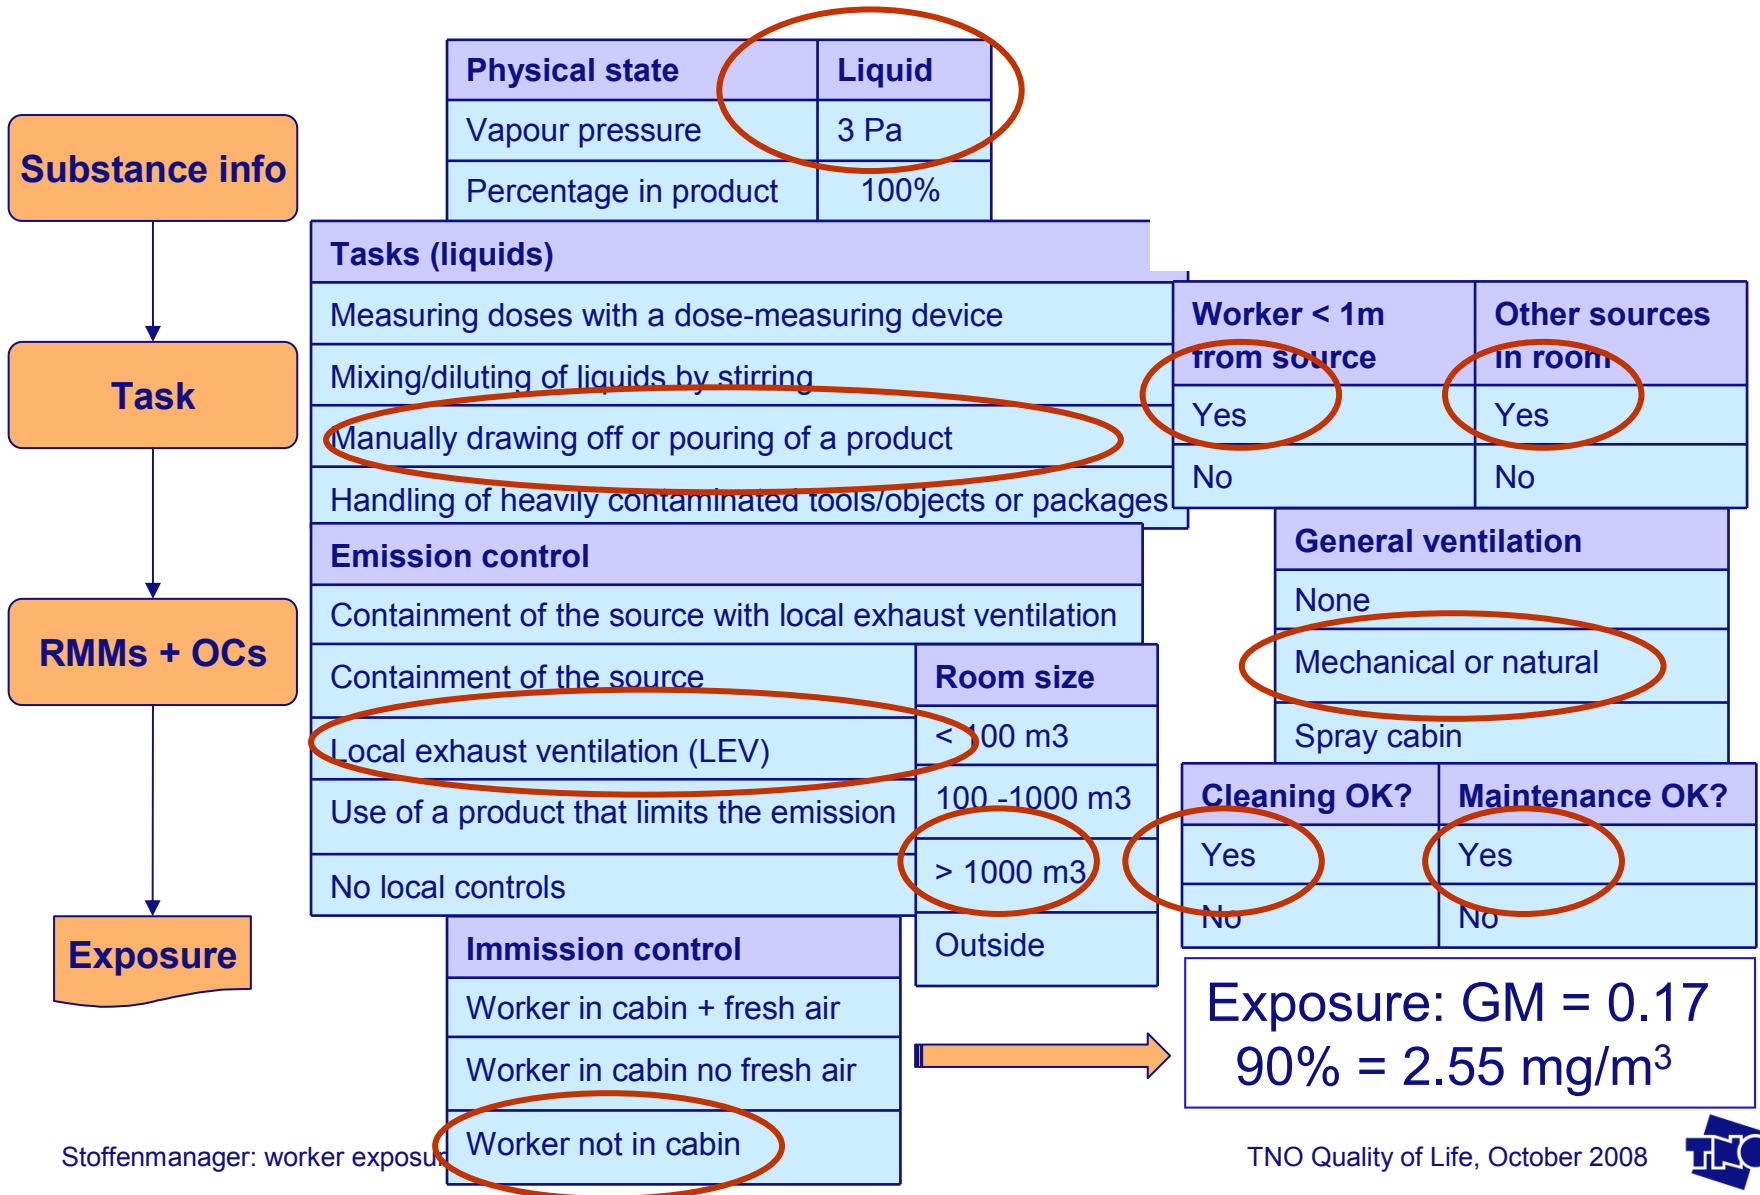 Physical state Liquid
Vapour pressure 3 Pa
Percentage in product 100%
Substance info
Task
RMMs + OCs
Exposure
Tasks (liquids)
Measuring doses with a dose-measuring device
Mixing/diluting of liquids by stirring
Manually drawing off or pouring of a product
Handling of heavily contaminated tools/objects or packages
Worker < 1m
from source
Yes
No
Other sources
in room
Yes
No
Emission control
Containment of the source with local exhaust ventilation
Containment of the source
Local exhaust ventilation (LEV)
Use of a product that limits the emission
No local controls
Room size
< 100 m3
100 -1000 m3
> 1000 m3
Outside
General ventilation
None
Mechanical or natural
Spray cabin
Cleaning OK? Maintenance OK?
Yes Yes
No No
Immission control
Worker in cabin + fresh air
Worker in cabin no fresh air
Worker not in cabin
Exposure: GM = 0.17
90% = 2.55 mg/m³
Stoffenmanager: worker exposur
TNO Quality of Life, October 2008
TNO